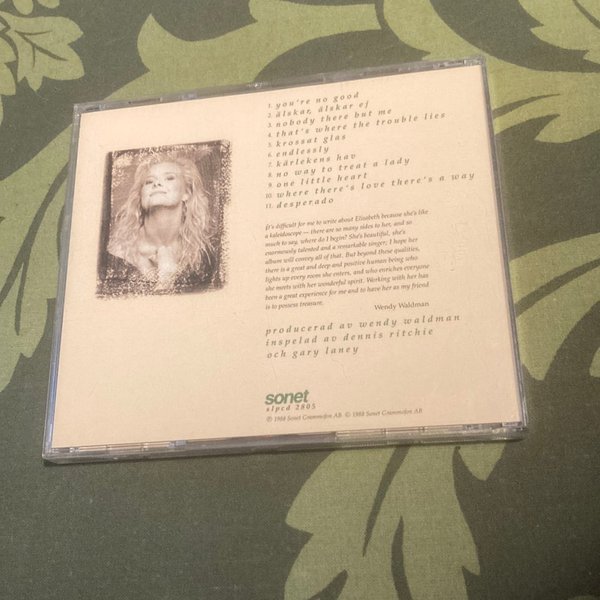 1. you're no good
2. älskar, älskar ej
3. nobody there but me
4. that's where the trouble lies
5. krossat glas
6. endlessly
7. kärlekens hav
8. no way to treat a lady
9. one little heart
10. where there's love there's a way
11. desperado
It's difficult for me to write about Elisabeth because she's like
a kaleidoscope — there are so many sides to her, and so
much to say, where do I begin? She's beautiful, she's
enormously talented and a remarkable singer; I hope her
album will convey all of that. But beyond these qualities,
there is a great and deep and positive human being who
lights up every room she enters, and who enriches everyone
she meets with her wonderful spirit. Working with her has
been a great experience for me and to have her as my friend
is to possess treasure.
Wendy Waldman
producerad av wendy waldman
inspelad av dennis ritchie
och gary laney
sonet
slpcd 2805
℗ 1988 Sonet Grammofon AB © 1988 Sonet Grammofon AB